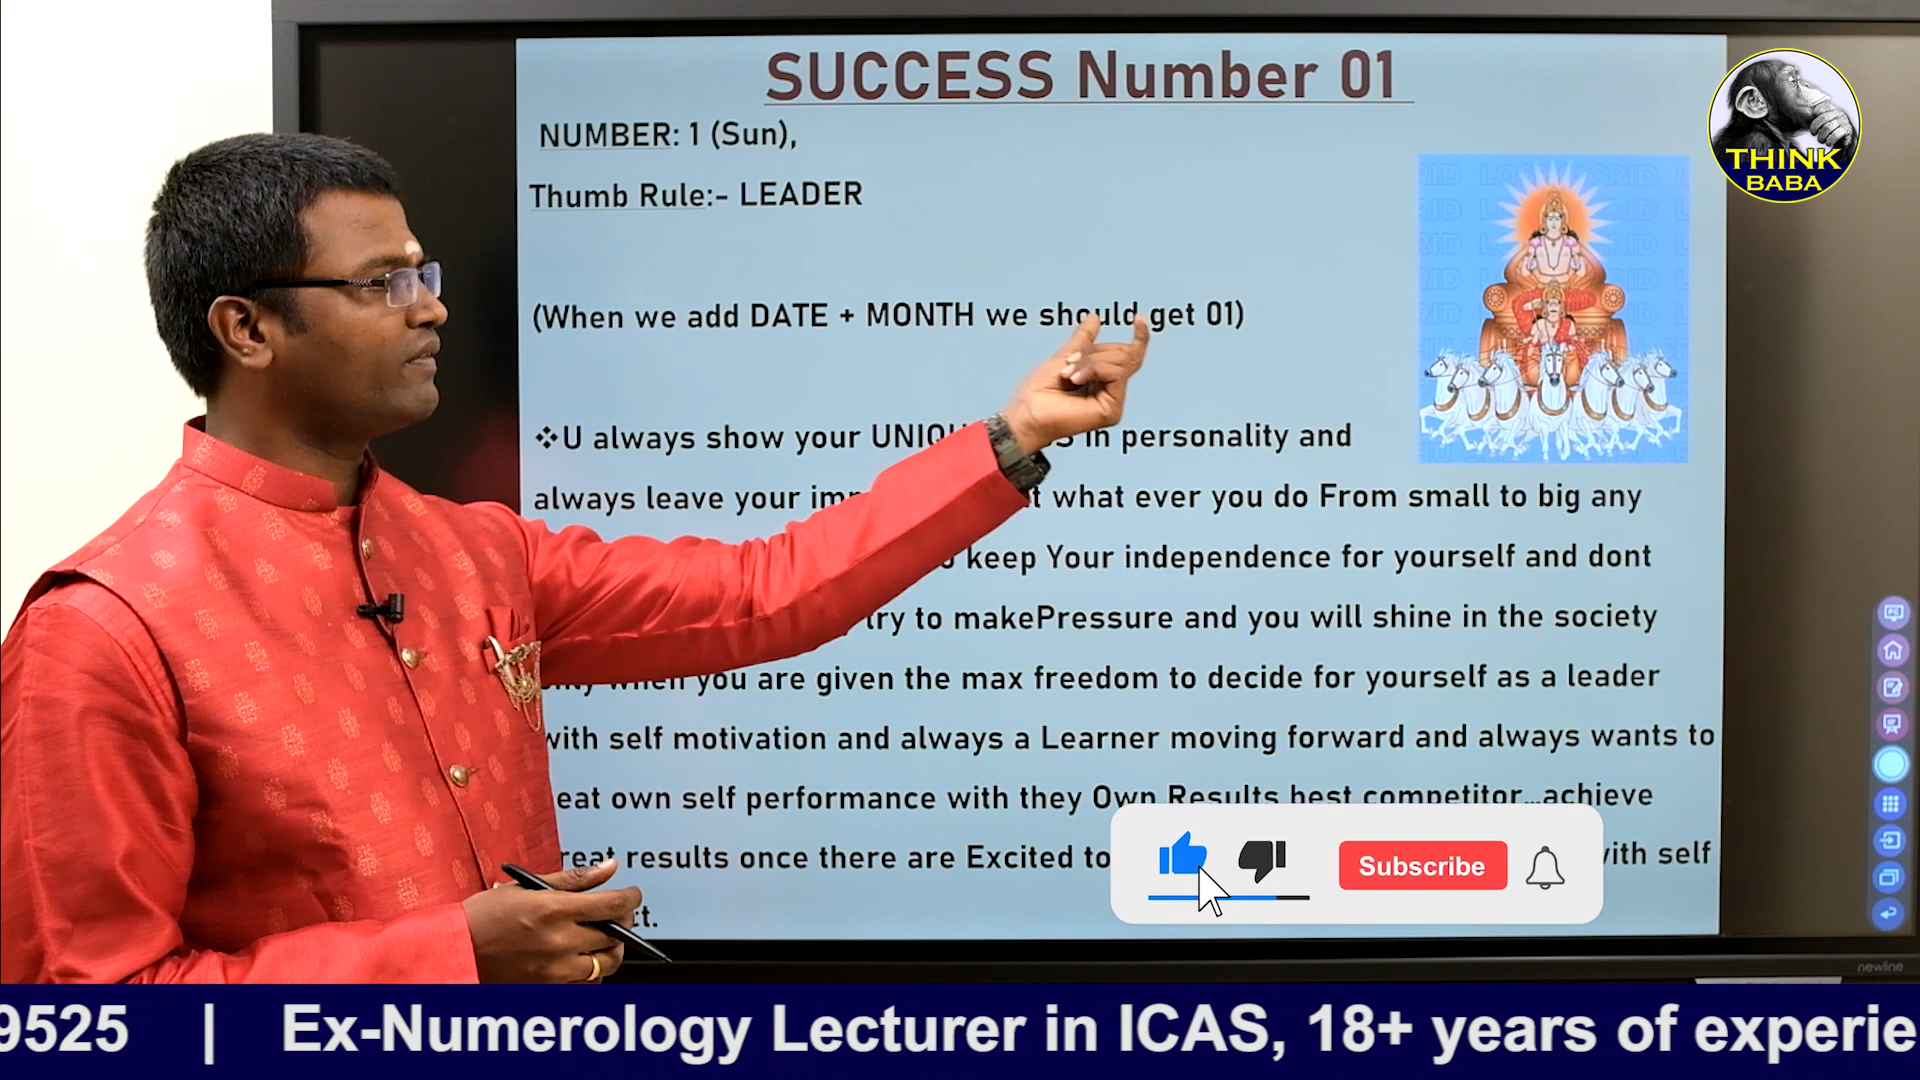 SUCCESS Number 01
NUMBER: 1 (Sun),
Thumb Rule:- LEADER
(When we add DATE + MONTH we should get 01)
❖U always show your in personality and
always leave your what ever you do From small to big any
keep Your independence for yourself and dont
try to makePressure and you will shine in the society
when you are given the max freedom to decide for yourself as a leader
with self motivation and always a Learner moving forward and always wants to
own self performance with they Own Results best competitor...achieve
results once there are Excited to with self
THINK
BABA
Subscribe
newline
9525 | Ex-Numerology Lecturer in ICAS, 18+ years of